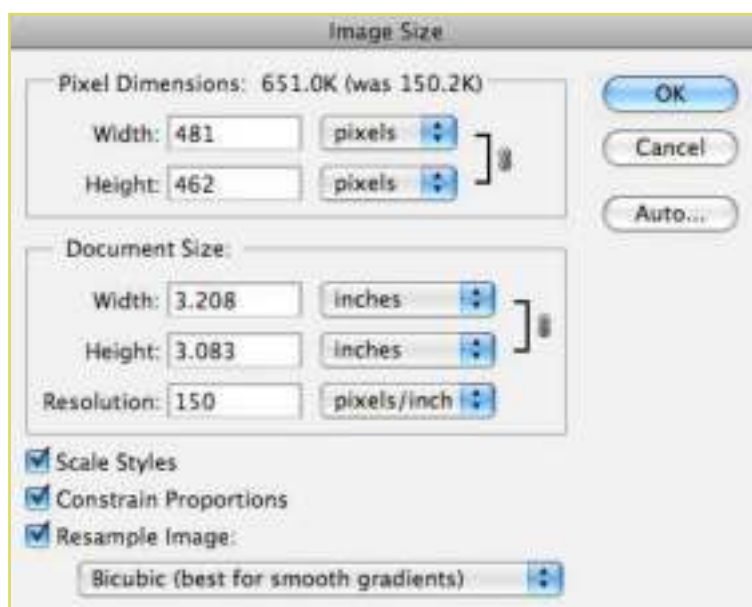 Image Size
Pixel Dimensions: 651.0K (was 150.2K)
Width: 481 pixels
Height: 462 pixels
OK
Cancel
Auto...
Document Size:
Width: 3.208 inches
Height: 3.083 inches
Resolution: 150 pixels/inch
Scale Styles
Constrain Proportions
Resample Image:
Bicubic (best for smooth gradients)